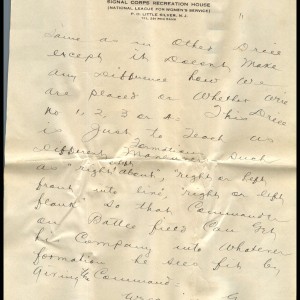 SIGNAL CORPS RECREATION HOUSE
(NATIONAL LEAGUE FOR WOMEN'S SERVICE)
P. O. LITTLE SILVER, N.J.
11
same as in Other Drill
except it Doesnt Make
any Difference how we
are placed or Whether We
No 1, 2, 3 or 4. This Drill
is Just to Teach us
Different Formations Such
as "right about", "right or left
front into line", "right or left
flank" So that Commander
on Battle field Can Put
his Company into Whatever
formation he sees fit by
Giving the Command.